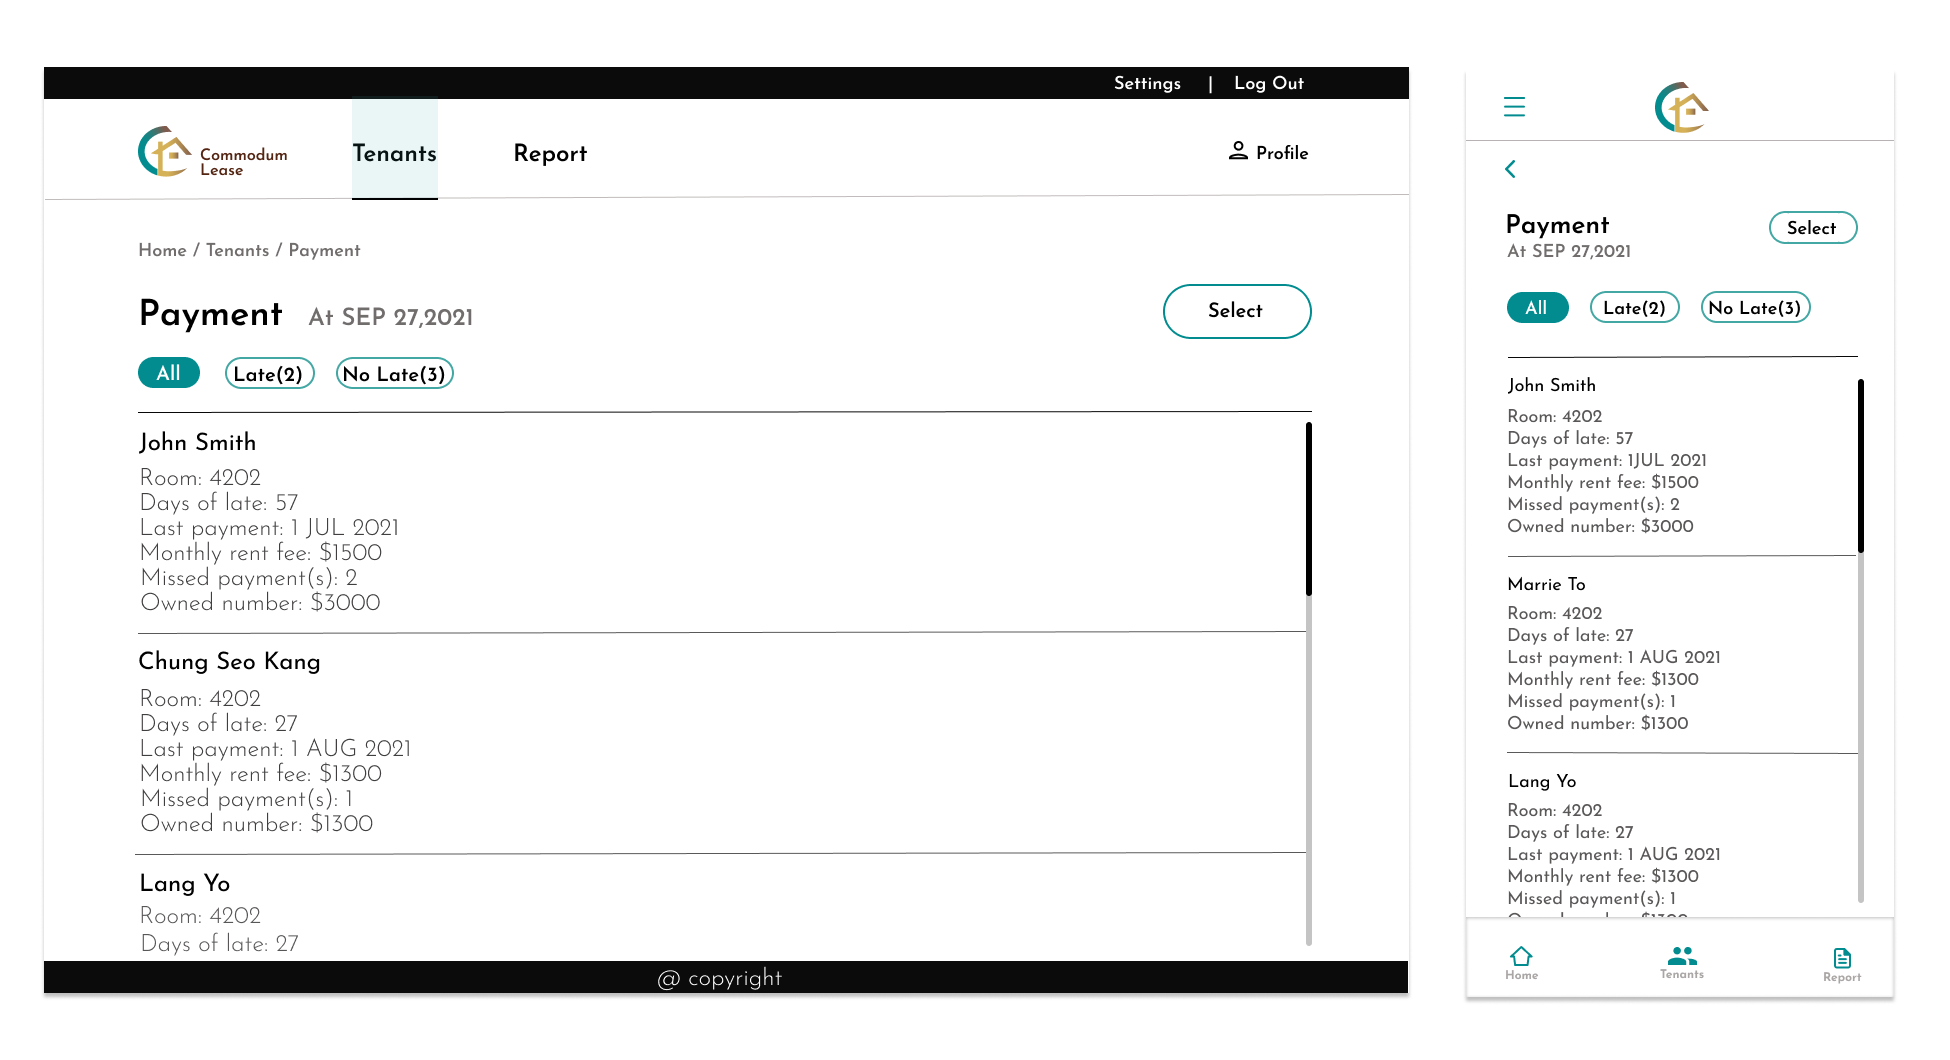 Settings | Log Out
Commodum
Lease
Tenants
Report
Profile
Home / Tenants / Payment
Payment At SEP 27,2021
Select
All
Late(2)
No Late(3)
John Smith
Room: 4202
Days of late: 57
Last payment: 1 JUL 2021
Monthly rent fee: $1500
Missed payment(s): 2
Owned number: $3000
Chung Seo Kang
Room: 4202
Days of late: 27
Last payment: 1 AUG 2021
Monthly rent fee: $1300
Missed payment(s): 1
Owned number: $1300
Lang Yo
Room: 4202
Days of late: 27
@ copyright
Payment
Select
At SEP 27,2021
All
Late(2)
No Late(3)
John Smith
Room: 4202
Days of late: 57
Last payment: 1JUL 2021
Monthly rent fee: $1500
Missed payment(s): 2
Owned number: $3000
Marrie To
Room: 4202
Days of late: 27
Last payment: 1 AUG 2021
Monthly rent fee: $1300
Missed payment(s): 1
Owned number: $1300
Lang Yo
Room: 4202
Days of late: 27
Last payment: 1 AUG 2021
Monthly rent fee: $1300
Missed payment(s): 1
Home
Tenants
Report